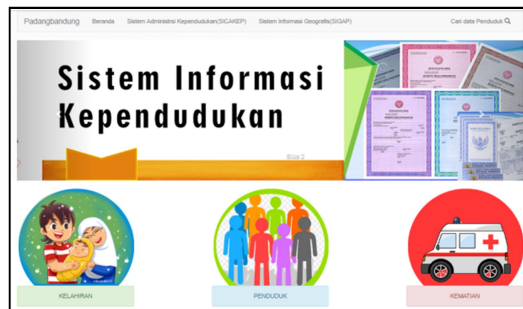 Padangbandung Beranda Sistem Administrsi Kependudukan(SICAKEP) Sistem Informasi Geografis(SIGAP) Cari data Penduduk
Sistem Informasi
Kependudukan
Slide 2
KELAHIRAN PENDUDUK KEMATIAN